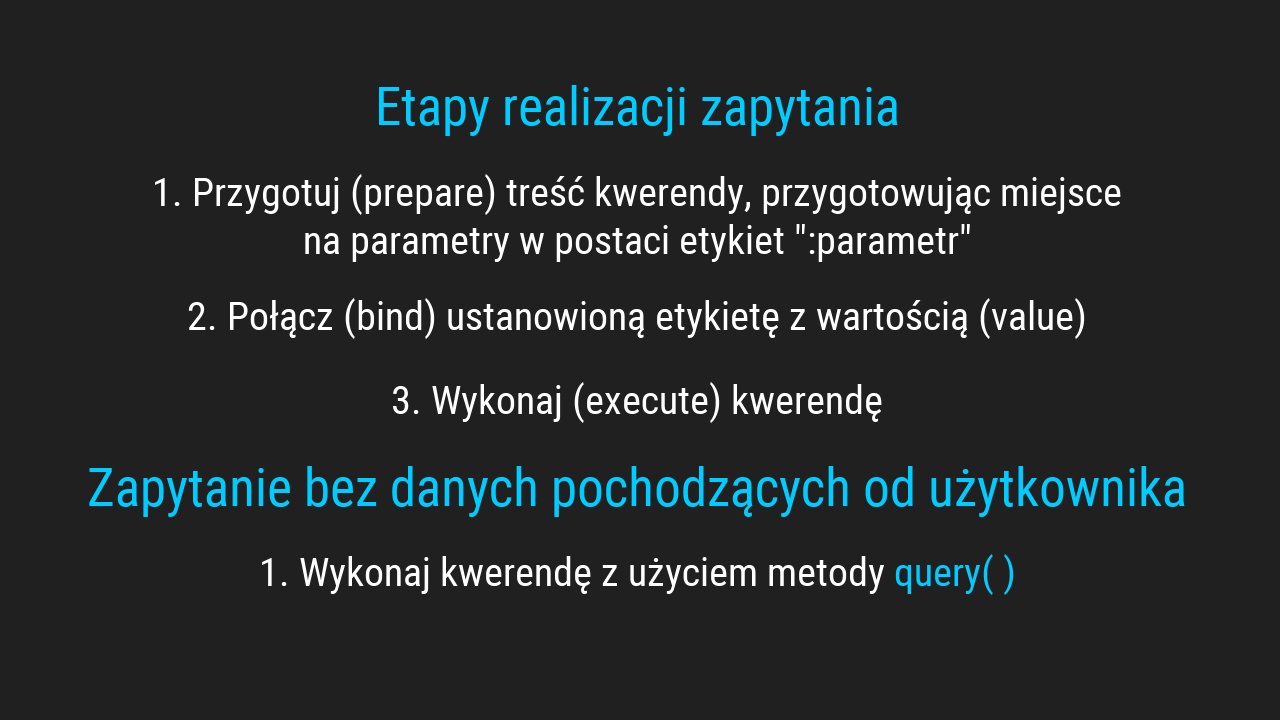 Etapy realizacji zapytania
1. Przygotuj (prepare) treść kwerendy, przygotowując miejsce
na parametry w postaci etykiet ":parametr"
2. Połącz (bind) ustanowioną etykietę z wartością (value)
3. Wykonaj (execute) kwerendę
Zapytanie bez danych pochodzących od użytkownika
1. Wykonaj kwerendę z użyciem metody query( )